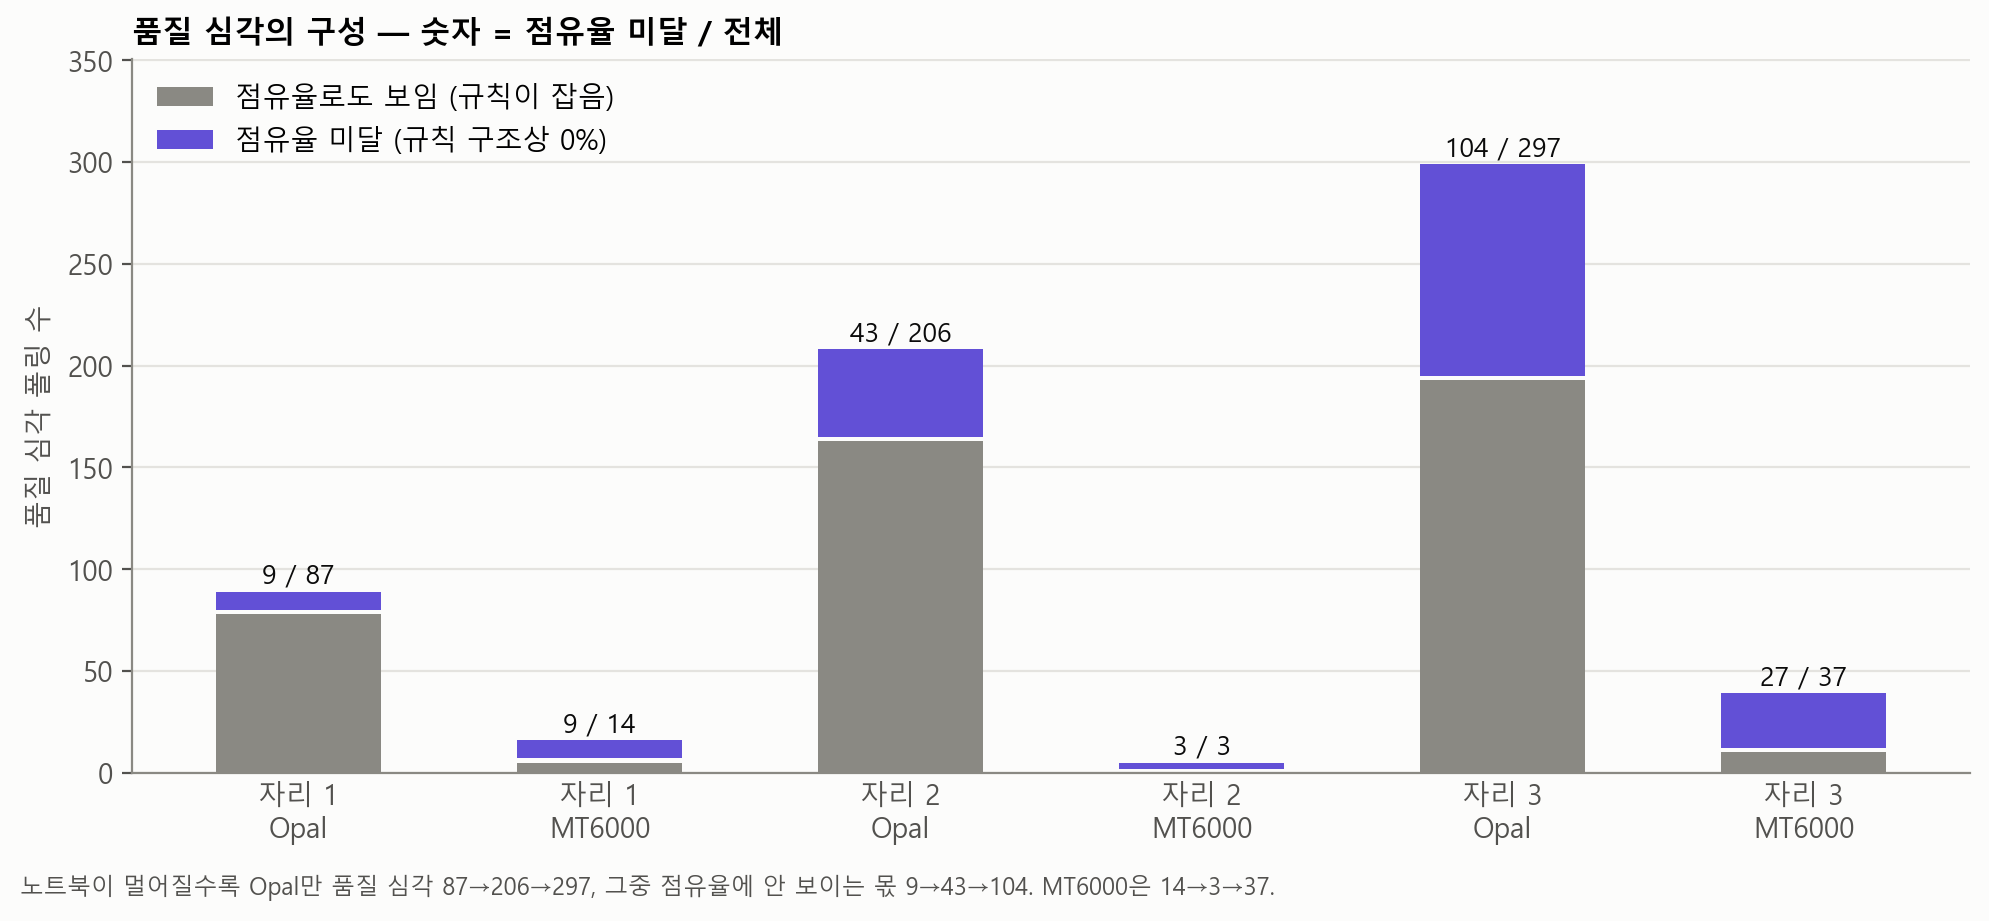 품질 심각의 구성 — 숫자 = 점유율 미달 / 전체
350
300
250
200
150
100
50
0
품질 심각 폴링 수
점유율로도 보임 (규칙이 잡음)
점유율 미달 (규칙 구조상 0%)
9 / 87
9 / 14
43 / 206
3 / 3
104 / 297
27 / 37
자리 1
Opal
자리 1
MT6000
자리 2
Opal
자리 2
MT6000
자리 3
Opal
자리 3
MT6000
노트북이 멀어질수록 Opal만 품질 심각 87→206→297, 그중 점유율에 안 보이는 몫 9→43→104. MT6000은 14→3→37.